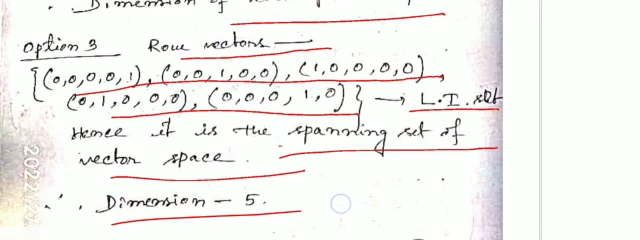 ∴ Dimension of
Option 3 Row vectors —
{(0,0,0,0,1), (0,0,1,0,0), (1,0,0,0,0),
(0,1,0,0,0), (0,0,0,1,0)} → L.I. set
Hence it is the spanning set of
vector space.
∴ Dimension - 5.